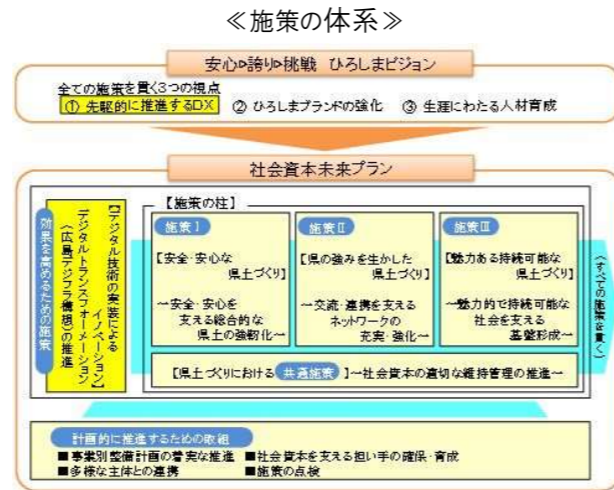 ≪施策の体系≫
安心▷誇り▷挑戦 ひろしまビジョン
全ての施策を貫く3つの視点
① 先駆的に推進するDX ② ひろしまブランドの強化 ③ 生涯にわたる人材育成
社会資本未来プラン
効果を高めるための施策
【デジタル技術の実装による
イノベーション】
デジタルトランスフォーメーション
(広島デジフラ構想)の推進
【施策の柱】
施策Ⅰ
【安全・安心な
県土づくり】
~安全・安心を
支える総合的な
県土の強靭化~
施策Ⅱ
【県の強みを生かした
県土づくり】
~交流・連携を支える
ネットワークの
充実・強化~
施策Ⅲ
【魅力ある持続可能な
県土づくり】
~魅力的で持続可能な
社会を支える
基盤形成~
(すべての施策を貫く)
【県土づくりにおける 共通施策 】~社会資本の適切な維持管理の推進~
計画的に推進するための取組
■事業別整備計画の着実な推進 ■社会資本を支える担い手の確保・育成
■多様な主体との連携 ■施策の点検